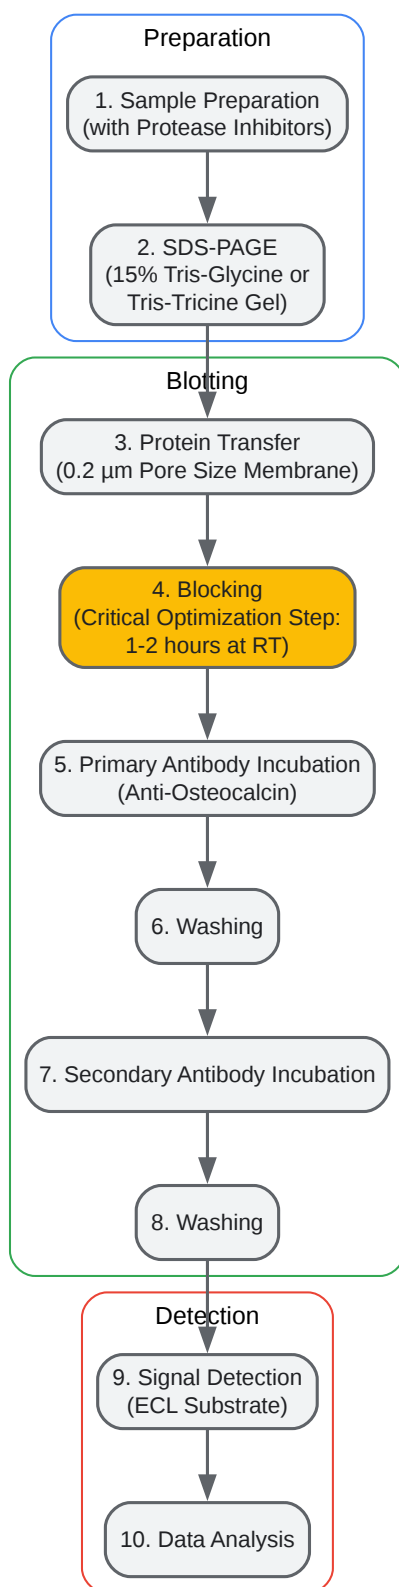 Preparation
1. Sample Preparation
(with Protease Inhibitors)
2. SDS-PAGE
(15% Tris-Glycine or
Tris-Tricine Gel)
Blotting
3. Protein Transfer
(0.2 µm Pore Size Membrane)
4. Blocking
(Critical Optimization Step:
1-2 hours at RT)
5. Primary Antibody Incubation
(Anti-Osteocalcin)
6. Washing
7. Secondary Antibody Incubation
8. Washing
Detection
9. Signal Detection
(ECL Substrate)
10. Data Analysis